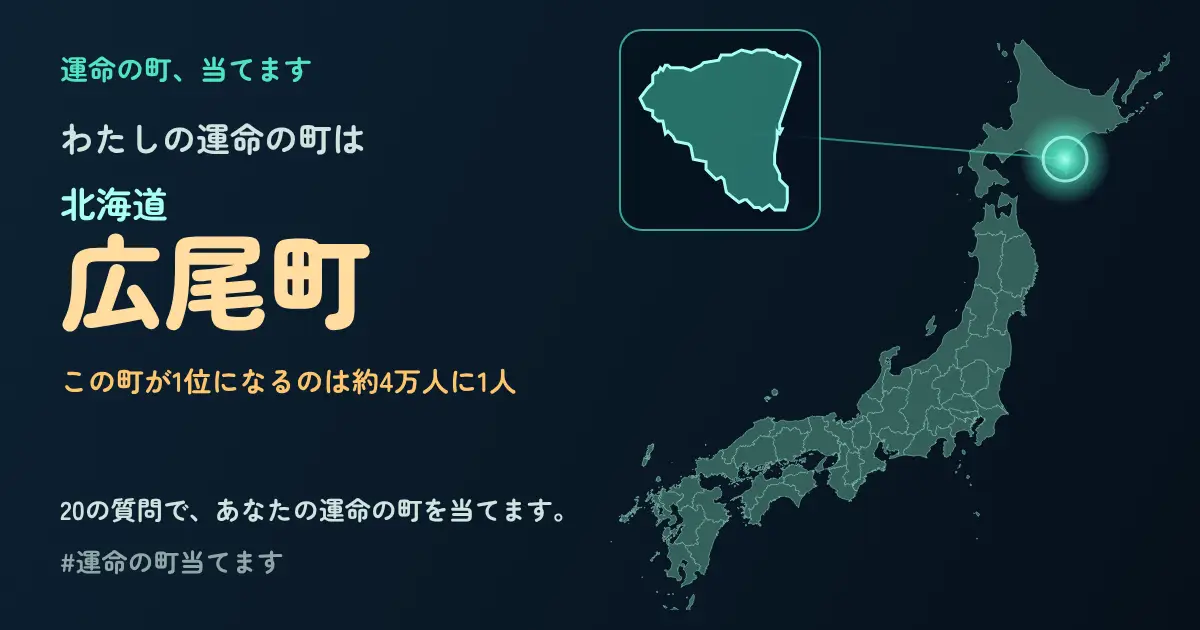 運命の町、当てます
わたしの運命の町は
北海道
広尾町
この町が1位になるのは約4万人に1人
20の質問で、あなたの運命の町を当てます。
#運命の町当てます